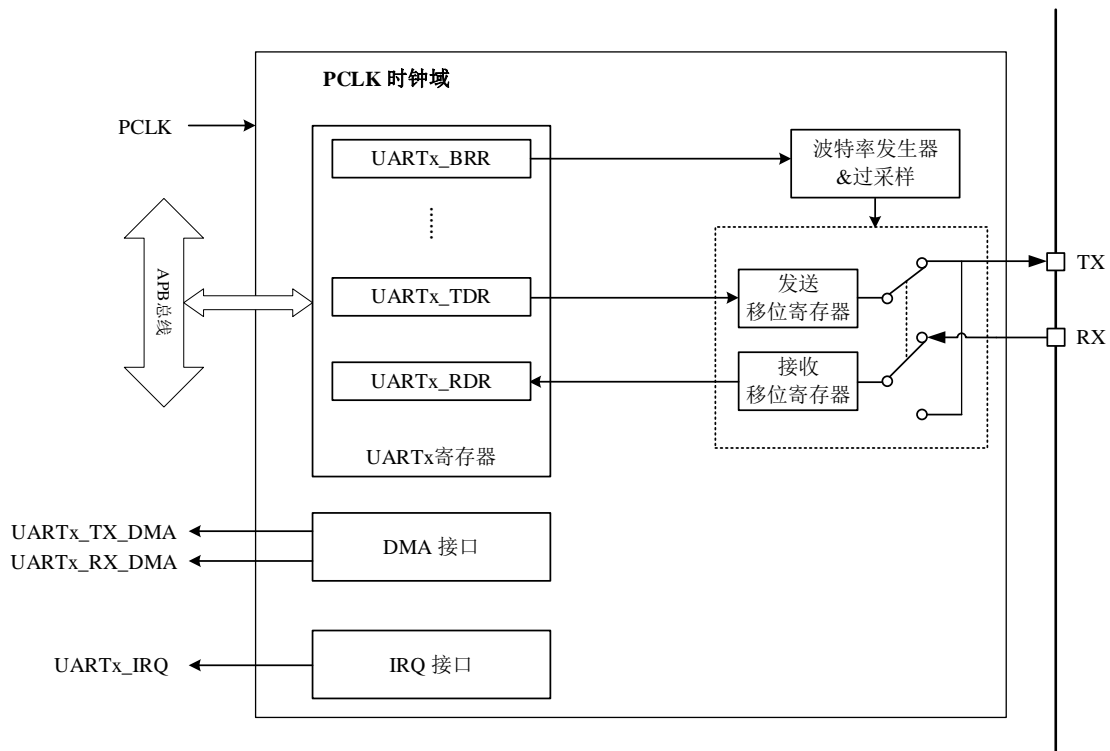 PCLK 时钟域
PCLK
UARTx_BRR
波特率发生器
&过采样
......
APB总线
UARTx_TDR
发送
移位寄存器
TX
RX
UARTx_RDR
接收
移位寄存器
UARTx寄存器
UARTx_TX_DMA
UARTx_RX_DMA
DMA 接口
UARTx_IRQ
IRQ 接口